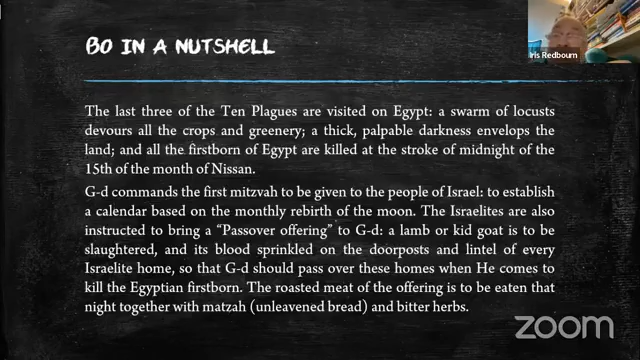 BO IN A NUTSHELL
Iris Redbourn
The last three of the Ten Plagues are visited on Egypt: a swarm of locusts
devours all the crops and greenery; a thick, palpable darkness envelops the
land; and all the firstborn of Egypt are killed at the stroke of midnight of the
15th of the month of Nissan.
G-d commands the first mitzvah to be given to the people of Israel: to establish
a calendar based on the monthly rebirth of the moon. The Israelites are also
instructed to bring a “Passover offering” to G-d: a lamb or kid goat is to be
slaughtered, and its blood sprinkled on the doorposts and lintel of every
Israelite home, so that G-d should pass over these homes when He comes to
kill the Egyptian firstborn. The roasted meat of the offering is to be eaten that
night together with matzah (unleavened bread) and bitter herbs.
zoom